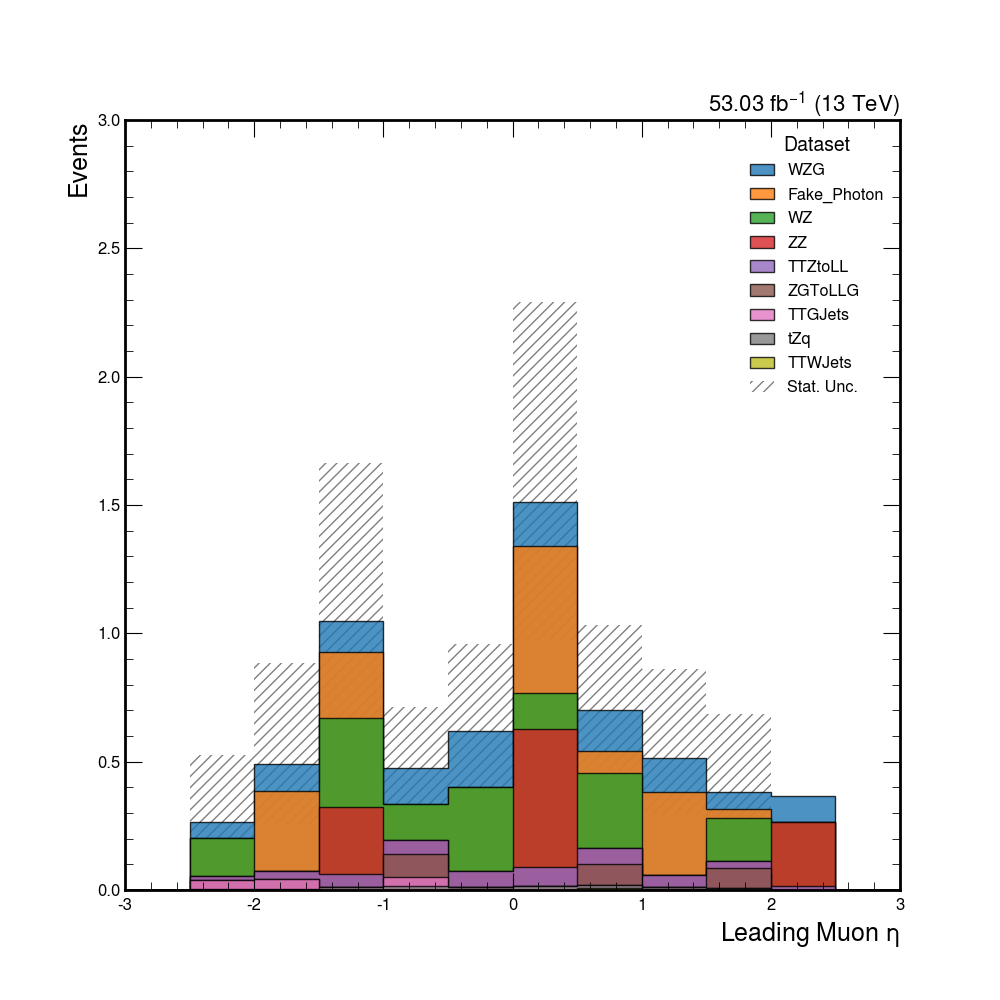 53.03 fb⁻¹ (13 TeV)
Events
3.0
2.5
2.0
1.5
1.0
0.5
0.0
Dataset
WZG
Fake_Photon
WZ
ZZ
TTZtoLL
ZGToLLG
TTGJets
tZq
TTWJets
Stat. Unc.
-3 -2 -1 0 1 2 3
Leading Muon η